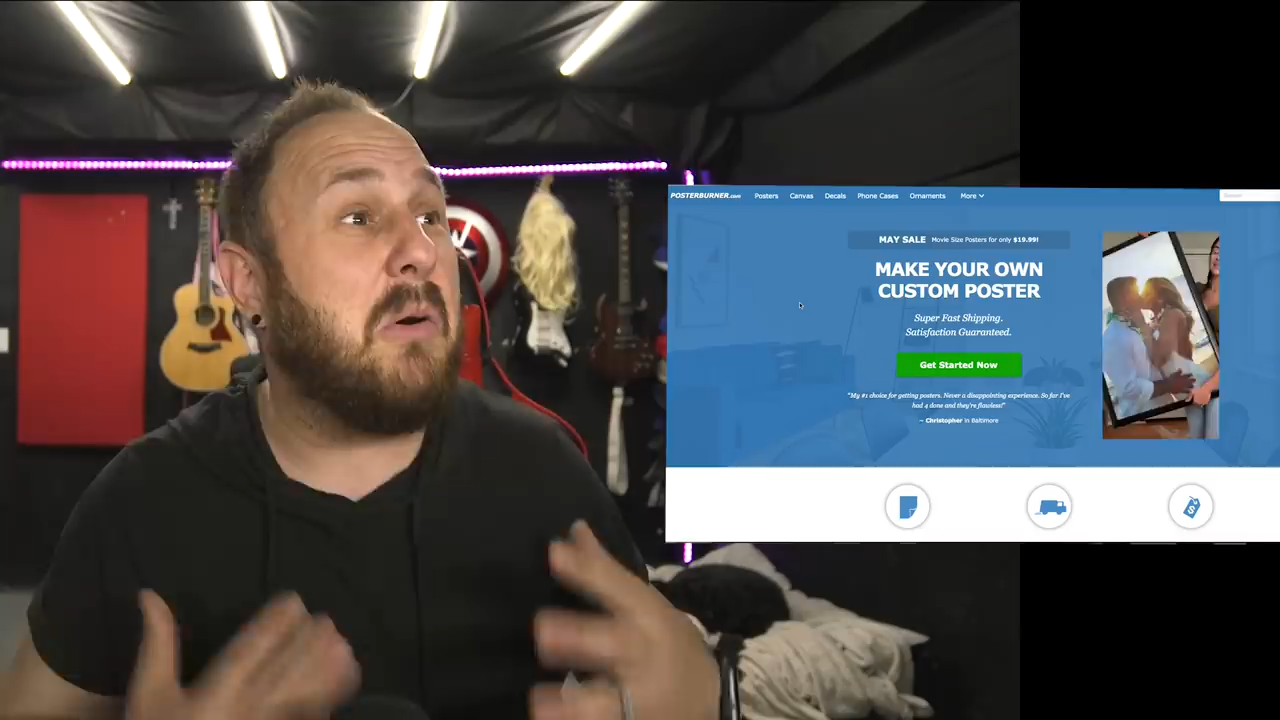 POSTERBURNER.com Posters Canvas Decals Phone Cases Ornaments More
MAY SALE Movie Size Posters for only $19.99!
MAKE YOUR OWN
CUSTOM POSTER
Super Fast Shipping.
Satisfaction Guaranteed.
Get Started Now
"My #1 choice for getting posters. Never a disappointing experience. So far I've
had 4 done and they're flawless!"
~ Christopher in Baltimore
$